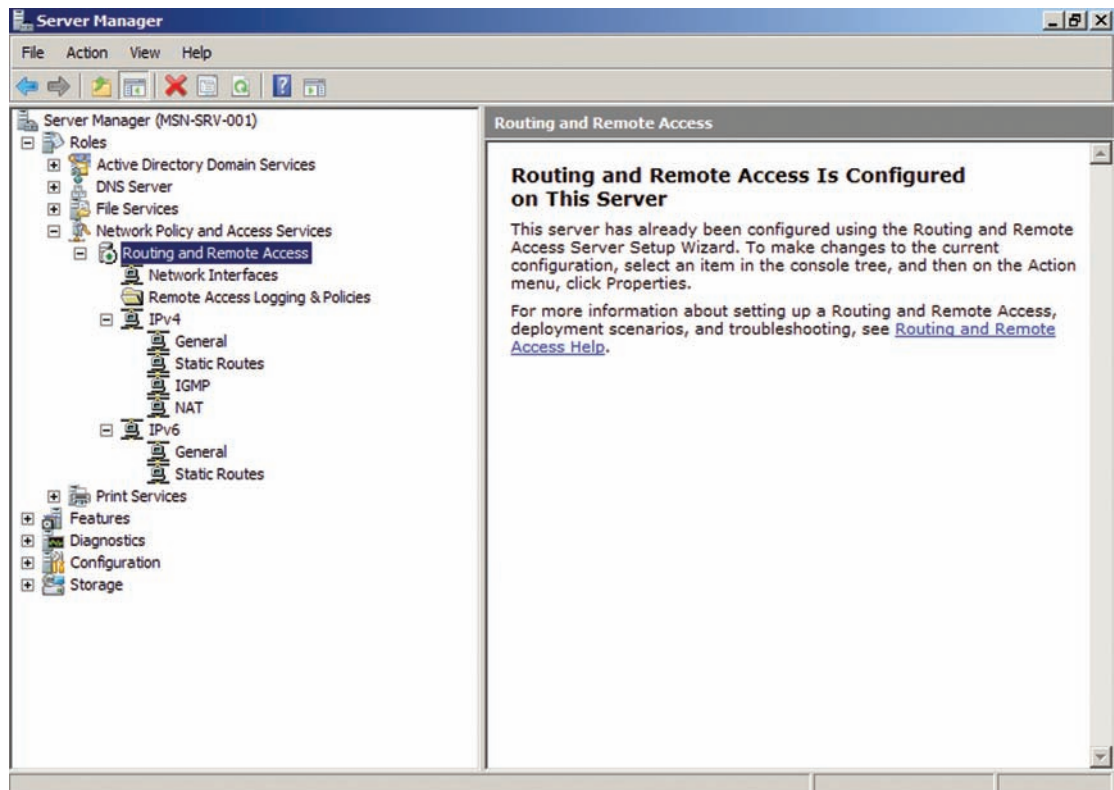 Server Manager
File Action View Help
Server Manager (MSN-SRV-001)
Roles
Active Directory Domain Services
DNS Server
File Services
Network Policy and Access Services
Routing and Remote Access
Network Interfaces
Remote Access Logging & Policies
IPv4
General
Static Routes
IGMP
NAT
IPv6
General
Static Routes
Print Services
Features
Diagnostics
Configuration
Storage
Routing and Remote Access
Routing and Remote Access Is Configured
on This Server
This server has already been configured using the Routing and Remote
Access Server Setup Wizard. To make changes to the current
configuration, select an item in the console tree, and then on the Action
menu, click Properties.
For more information about setting up a Routing and Remote Access,
deployment scenarios, and troubleshooting, see Routing and Remote
Access Help.